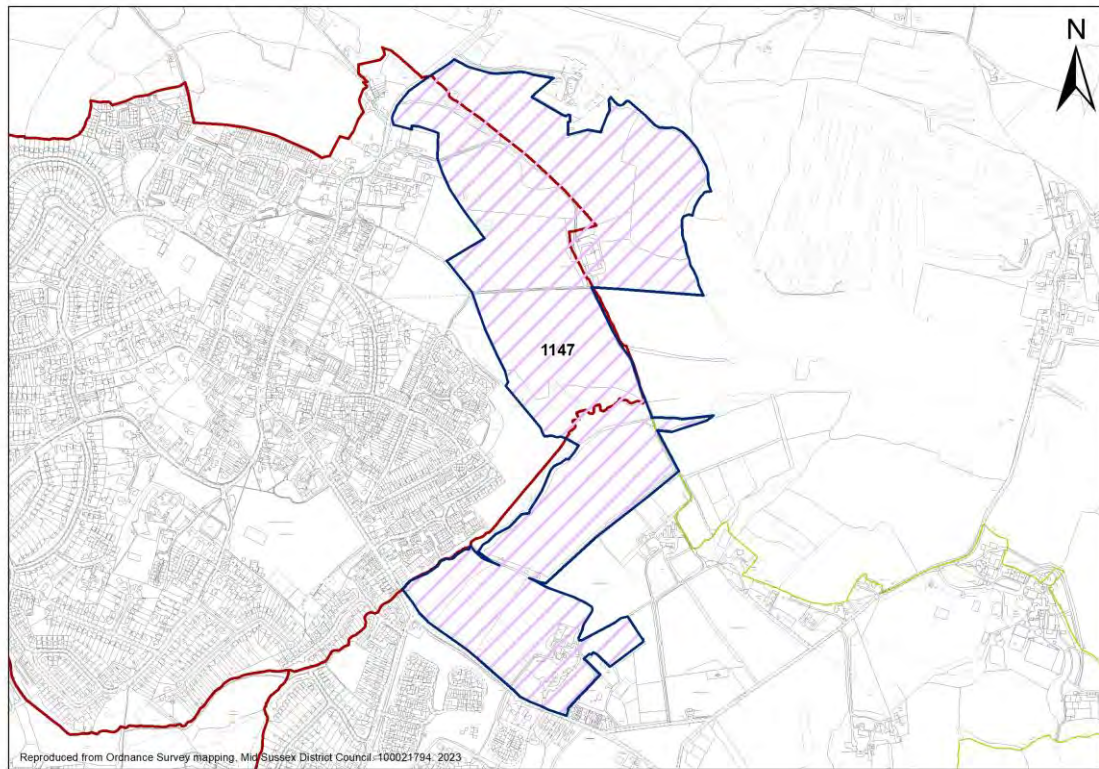 N
1147
Reproduced from Ordnance Survey mapping, Mid Sussex District Council. 100021794. 2023